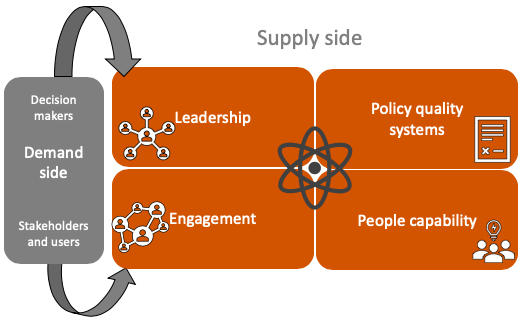 Supply side
Decision
makers
Demand
side
Stakeholders
and users
Leadership
Policy quality
systems
Engagement
People capability